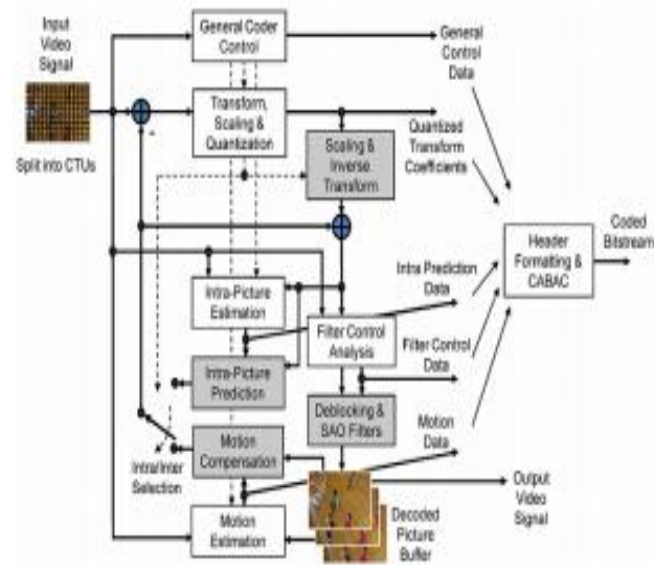 Input
Video
Signal
Split into CTUs
General Coder
Control
Transform,
Scaling &
Quantization
Scaling &
Inverse
Transform
General
Control
Data
Quantized
Transform
Coefficients
Header
Formatting &
CABAC
Coded
Bitstream
Intra-Picture
Estimation
Intra Prediction
Data
Filter Control
Analysis
Filter Control
Data
Intra-Picture
Prediction
Deblocking &
SAO Filters
Motion
Compensation
Motion
Data
Intra/Inter
Selection
Motion
Estimation
Decoded
Picture
Buffer
Output
Video
Signal